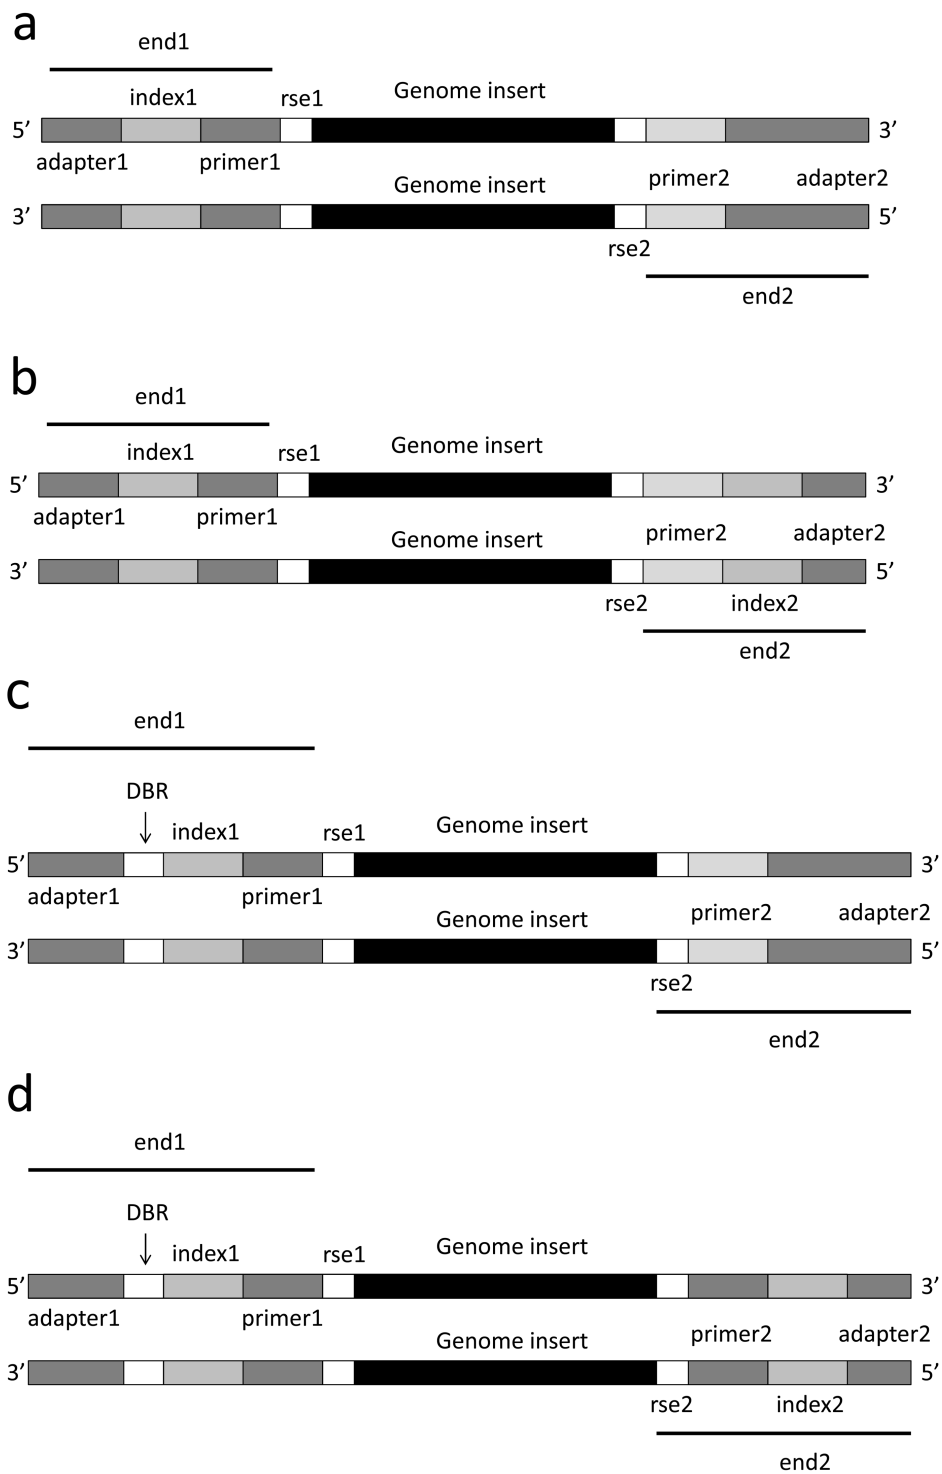 a
end1
index1 rse1 Genome insert
5’ 3’
adapter1 primer1
Genome insert primer2 adapter2
3’ 5’
rse2
end2
b
end1
index1 rse1 Genome insert
5’ 3’
adapter1 primer1
Genome insert primer2 adapter2
3’ 5’
rse2 index2
end2
c
end1
DBR
index1 rse1 Genome insert
5’ 3’
adapter1 primer1
Genome insert primer2 adapter2
3’ 5’
rse2
end2
d
end1
DBR
index1 rse1 Genome insert
5’ 3’
adapter1 primer1
Genome insert primer2 adapter2
3’ 5’
rse2 index2
end2